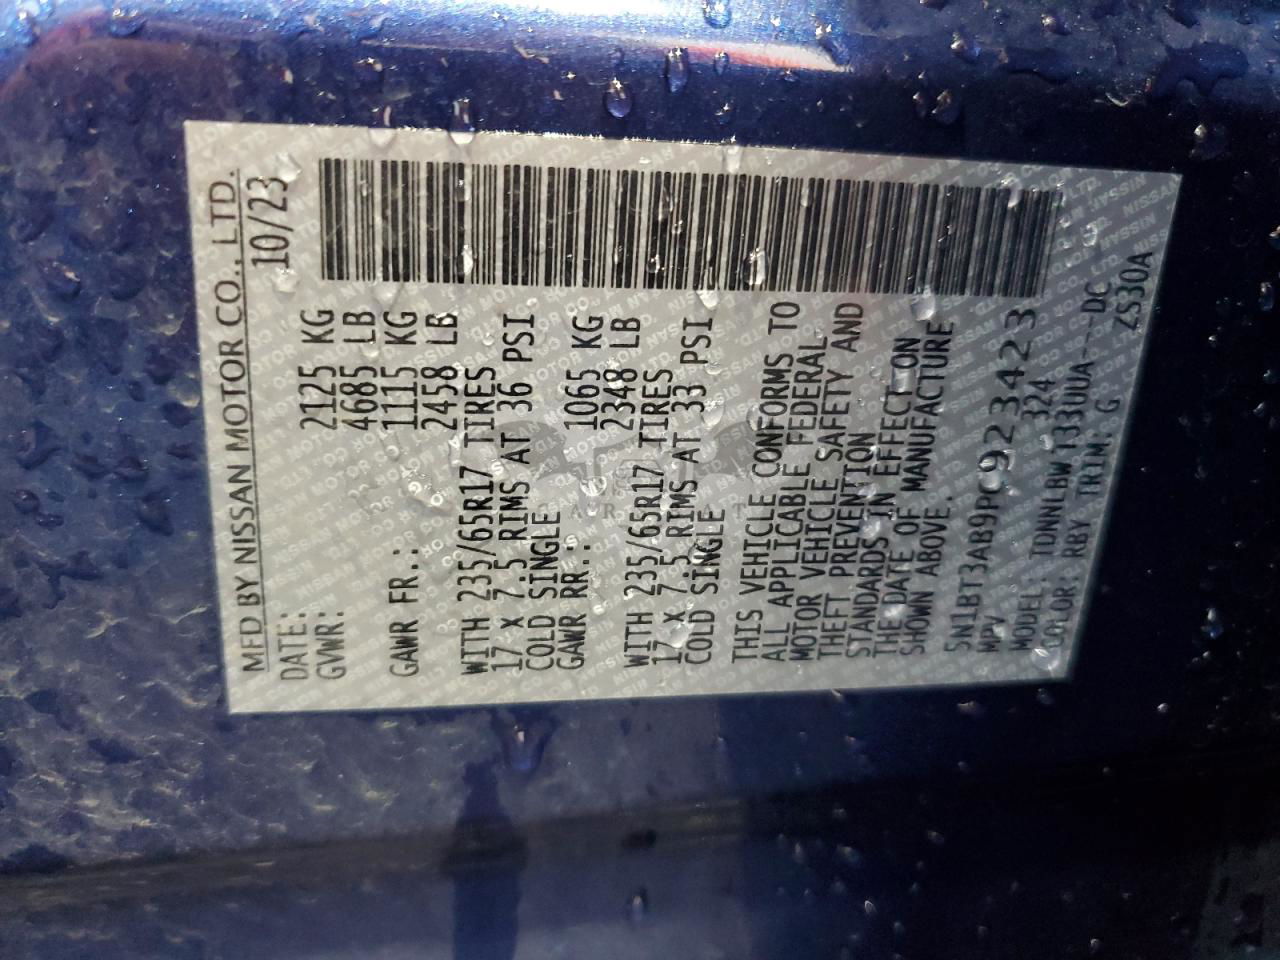 MFD BY NISSAN MOTOR CO., LTD.
DATE: 10/23
GVWR: 2125 KG
4685 LB
GAWR FR.: 1115 KG
2458 LB
WITH 235/65R17 TIRES
17 x 7.5 RIMS AT 36 PSI
COLD SINGLE
GAWR RR.: 1065 KG
2348 LB
WITH 235/65R17 TIRES
17 x 7.5 RIMS AT 33 PSI
COLD SINGLE
THIS VEHICLE CONFORMS TO
ALL APPLICABLE FEDERAL
MOTOR VEHICLE SAFETY AND
THEFT PREVENTION
STANDARDS IN EFFECT ON
THE DATE OF MANUFACTURE
SHOWN ABOVE.
5N1BT3AB9PC923423
MPV 324
MODEL: TDNNLBW T33UUA---DC
COLOR: RBY TRIM: G ZS30A